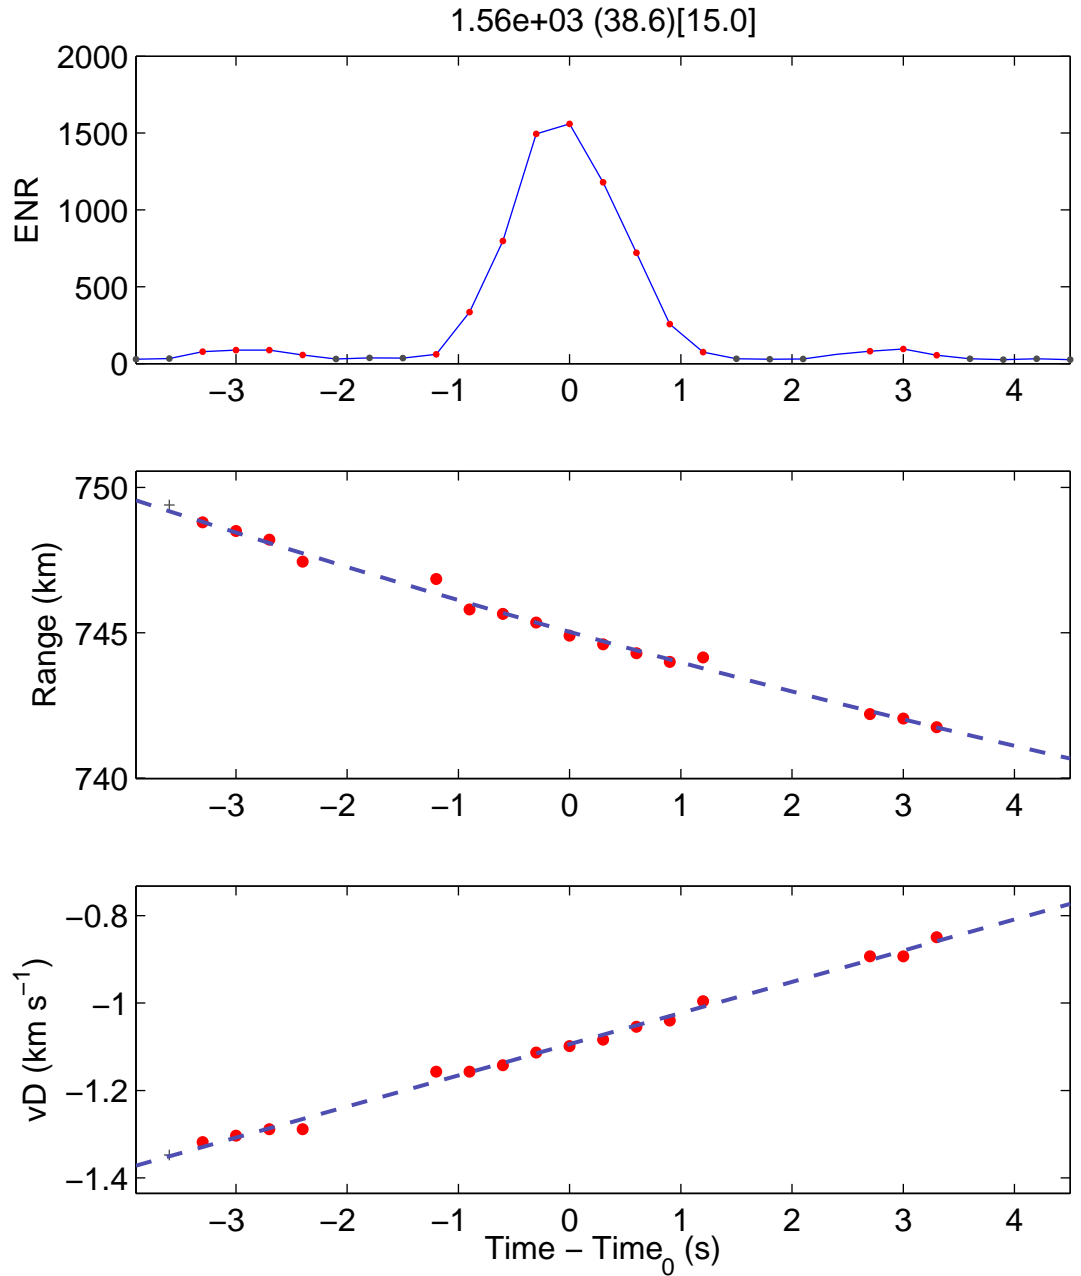 1.56e+03 (38.6)[15.0]
2000
1500
1000
500
0
ENR
−3 −2 −1 0 1 2 3 4
750
745
740
Range (km)
−3 −2 −1 0 1 2 3 4
−0.8
−1
−1.2
−1.4
vD (km s−1)
−3 −2 −1 0 1 2 3 4
Time − Time0 (s)